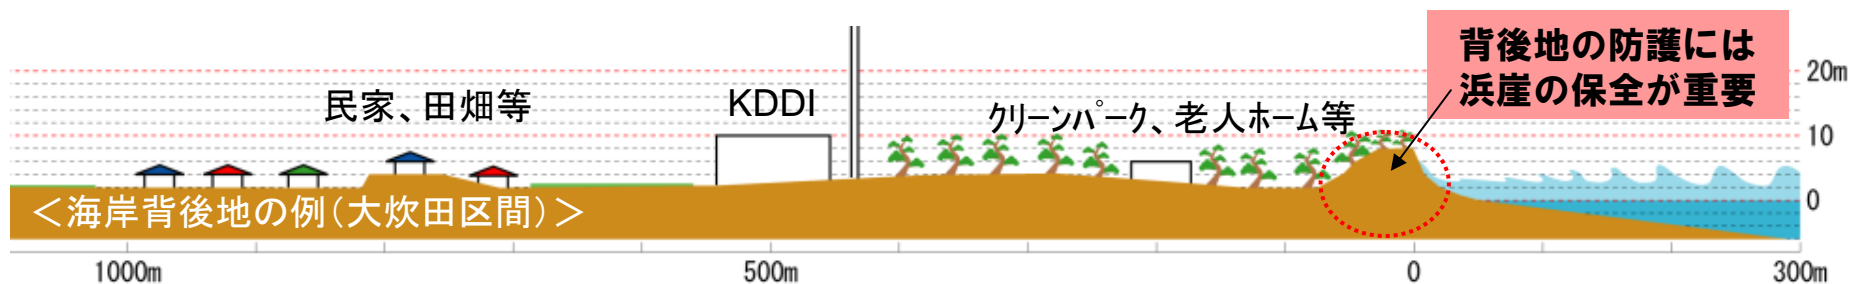 背後地の防護には
浜崖の保全が重要
20m
民家、田畑等
KDDI
クリーンパーク、老人ホーム等
10
0
＜海岸背後地の例（大炊田区間）＞
1000m
500m
0
300m